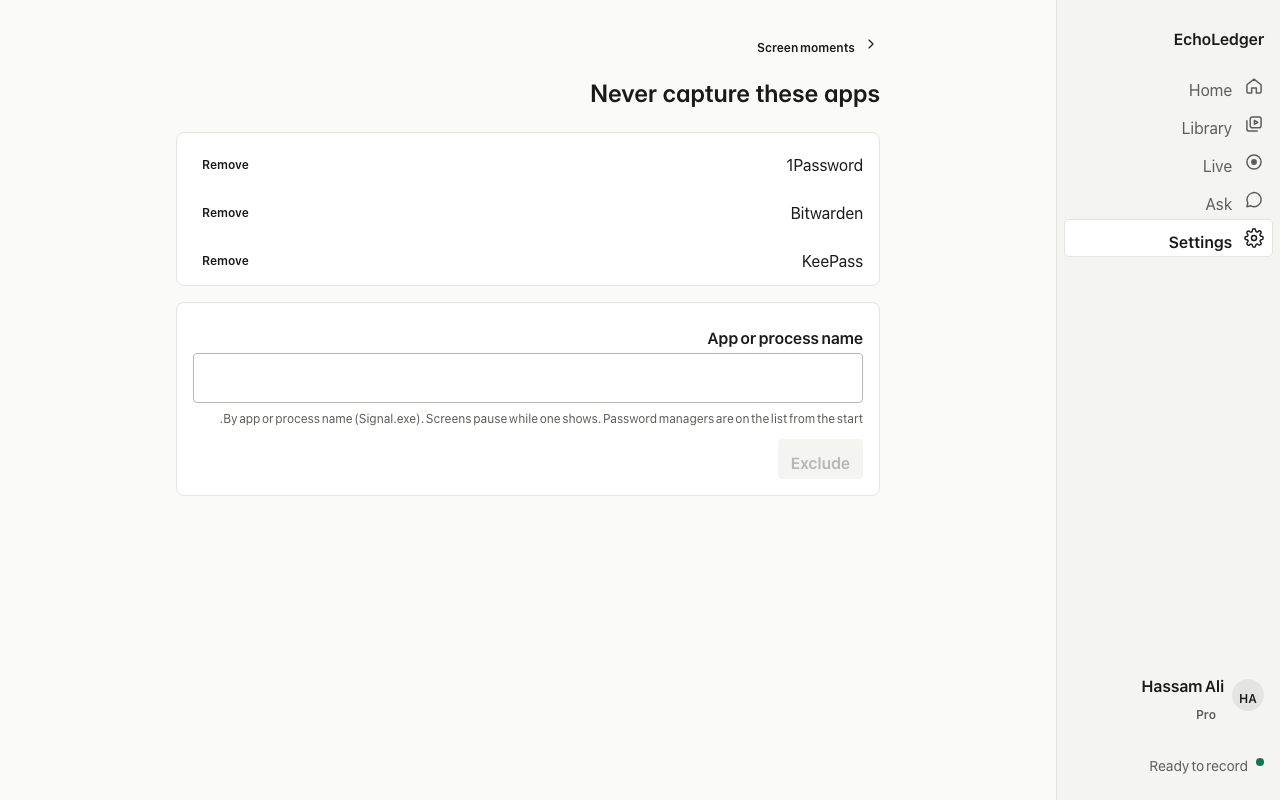 EchoLedger
Home
Library
Live
Ask
Settings
Hassam Ali
HA
Pro
Ready to record
Screen moments
Never capture these apps
1Password
Remove
Bitwarden
Remove
KeePass
Remove
App or process name
.By app or process name (Signal.exe). Screens pause while one shows. Password managers are on the list from the start
Exclude